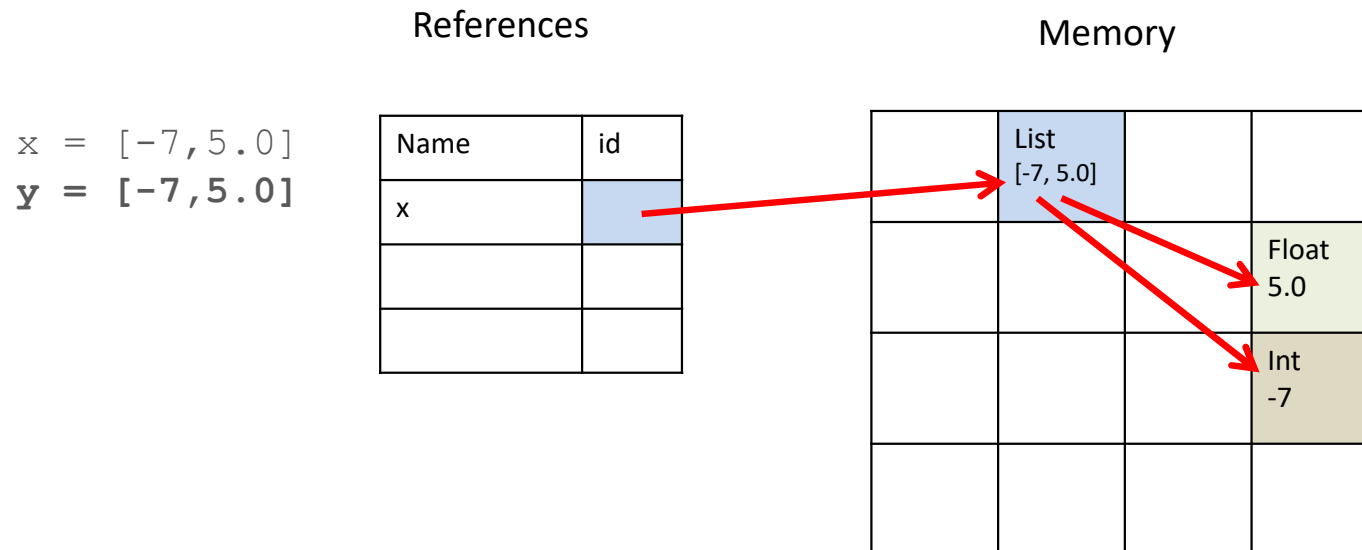 References
Memory
x = [-7,5.0]
y = [-7,5.0]
Name id
x
List
[-7, 5.0]
Float
5.0
Int
-7